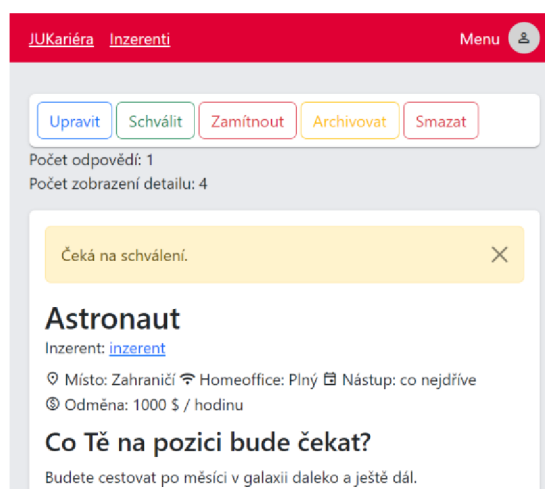 JUKariéra Inzerenti Menu
Upravit Schválit Zamítnout Archivovat Smazat
Počet odpovědí: 1
Počet zobrazení detailu: 4
Čeká na schválení.
Astronaut
Inzerent: inzerent
Místo: Zahraničí Homeoffice: Plný Nástup: co nejdříve
Odměna: 1000 $ / hodinu
Co Tě na pozici bude čekat?
Budete cestovat po měsíci v galaxii daleko a ještě dál.